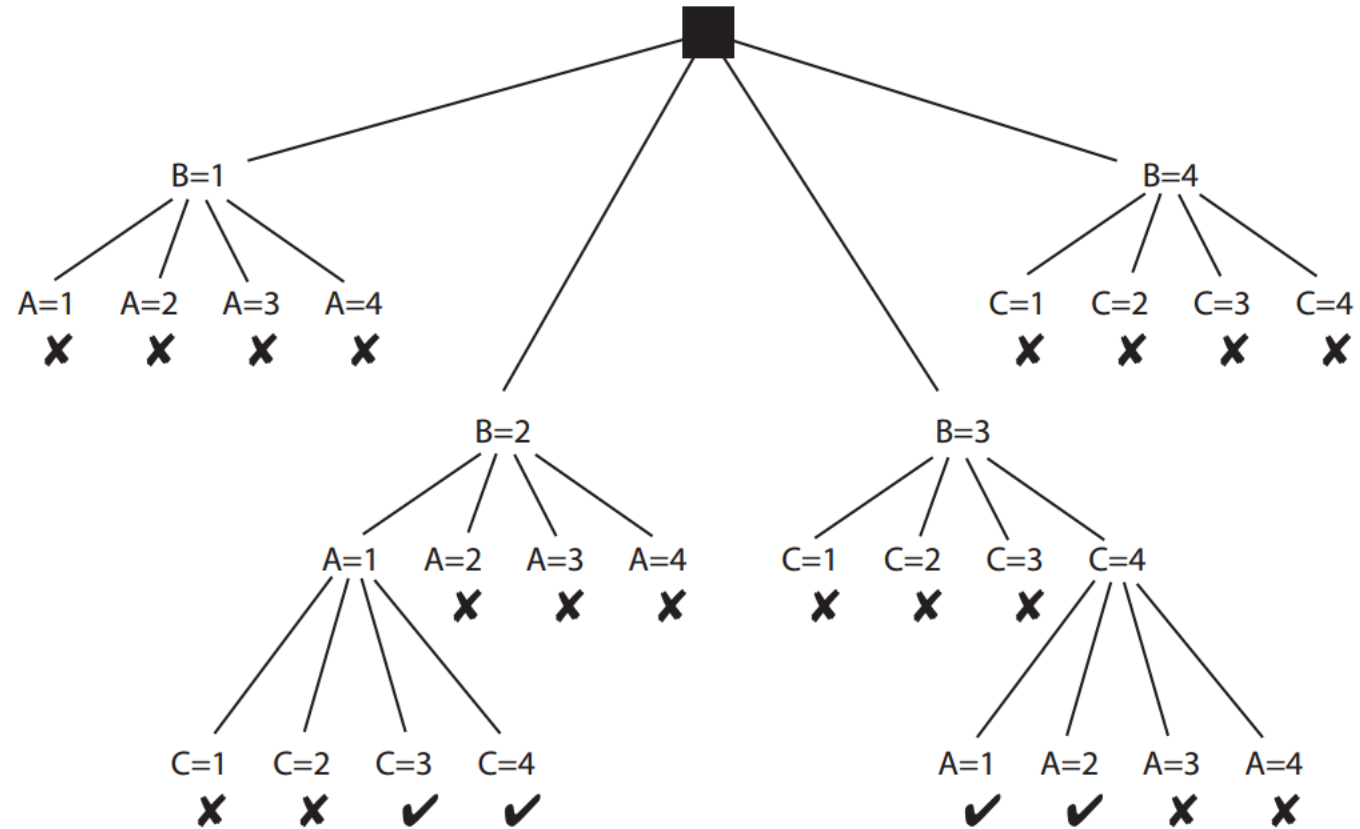 B=1 B=4
A=1 A=2 A=3 A=4 C=1 C=2 C=3 C=4
✘ ✘ ✘ ✘ ✘ ✘ ✘ ✘
B=2 B=3
A=1 A=2 A=3 A=4 C=1 C=2 C=3 C=4
✘ ✘ ✘ ✘ ✘ ✘
C=1 C=2 C=3 C=4 A=1 A=2 A=3 A=4
✘ ✘ ✔ ✔ ✔ ✔ ✘ ✘